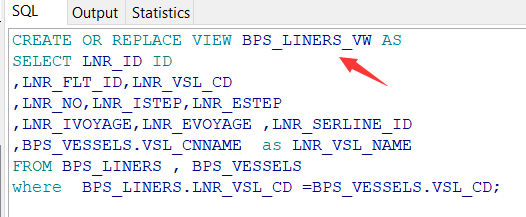 SQL Output Statistics
CREATE OR REPLACE VIEW BPS_LINERS_VW AS
SELECT LNR_ID ID
,LNR_FLT_ID,LNR_VSL_CD
,LNR_NO,LNR_ISTEP,LNR_ESTEP
,LNR_IVOYAGE,LNR_EVOYAGE ,LNR_SERLINE_ID
,BPS_VESSELS.VSL_CNNAME  as LNR_VSL_NAME
FROM BPS_LINERS , BPS_VESSELS
where  BPS_LINERS.LNR_VSL_CD =BPS_VESSELS.VSL_CD;